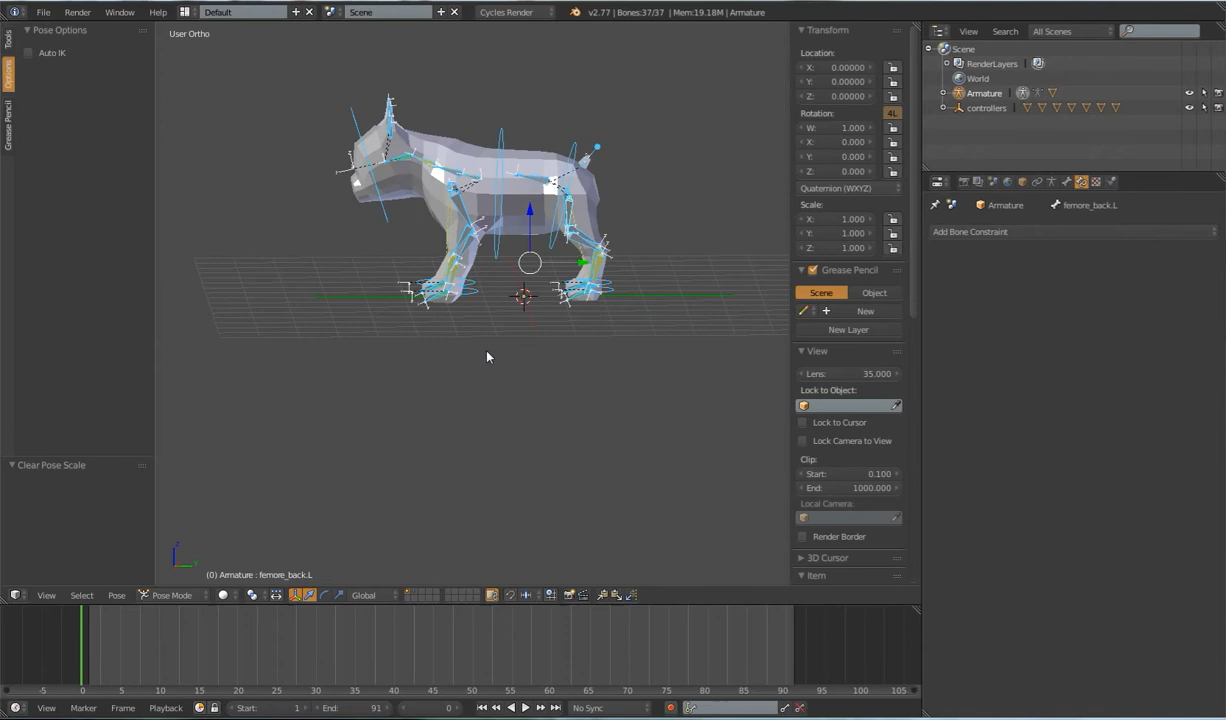 File Render Window Help Default Scene Cycles Render v2.77 | Bones:37/37 | Mem:19.18M | Armature
Tools
Options
Grease Pencil
Pose Options
Auto IK
Clear Pose Scale
User Ortho
(0) Armature : femore_back.L
Transform
Location:
X: 0.00000
Y: 0.00000
Z: 0.00000
Rotation: 4L
W: 1.000
X: 0.000
Y: 0.000
Z: 0.000
Quaternion (WXYZ)
Scale:
X: 1.000
Y: 1.000
Z: 1.000
Grease Pencil
Scene Object
New
New Layer
View
Lens: 35.000
Lock to Object:
Lock to Cursor
Lock Camera to View
Clip:
Start: 0.100
End: 1000.000
Local Camera:
Render Border
3D Cursor
Item
View Search All Scenes
Scene
RenderLayers
World
Armature
controllers
Armature femore_back.L
Add Bone Constraint
View Select Pose Pose Mode Global
-5 0 5 10 15 20 25 30 35 40 45 50 55 60 65 70 75 80 85 90 95 100 105
View Marker Frame Playback Start: 1 End: 91 0 No Sync